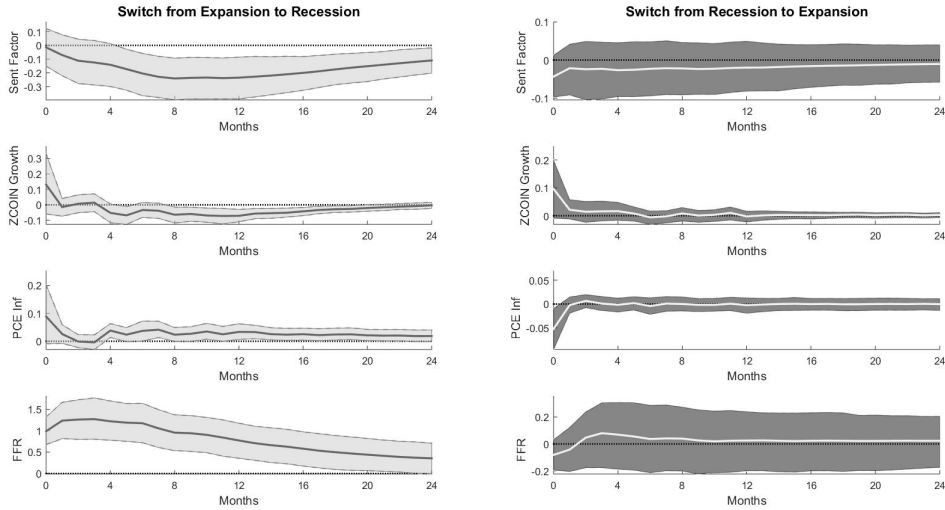 Switch from Expansion to Recession
Sent Factor
0.1
0
-0.1
-0.2
-0.3
0 4 8 12 16 20 24
Months
ZCOIN Growth
0.3
0.2
0.1
0
-0.1
0 4 8 12 16 20 24
Months
PCE Inf
0.2
0.1
0
0 4 8 12 16 20 24
Months
FFR
1.5
1
0.5
0
0 4 8 12 16 20 24
Months
Switch from Recession to Expansion
Sent Factor
0.1
0
-0.1
0 4 8 12 16 20 24
Months
ZCOIN Growth
0.2
0.1
0
0 4 8 12 16 20 24
Months
PCE Inf
0.05
0
-0.05
0 4 8 12 16 20 24
Months
FFR
0.2
0
-0.2
0 4 8 12 16 20 24
Months